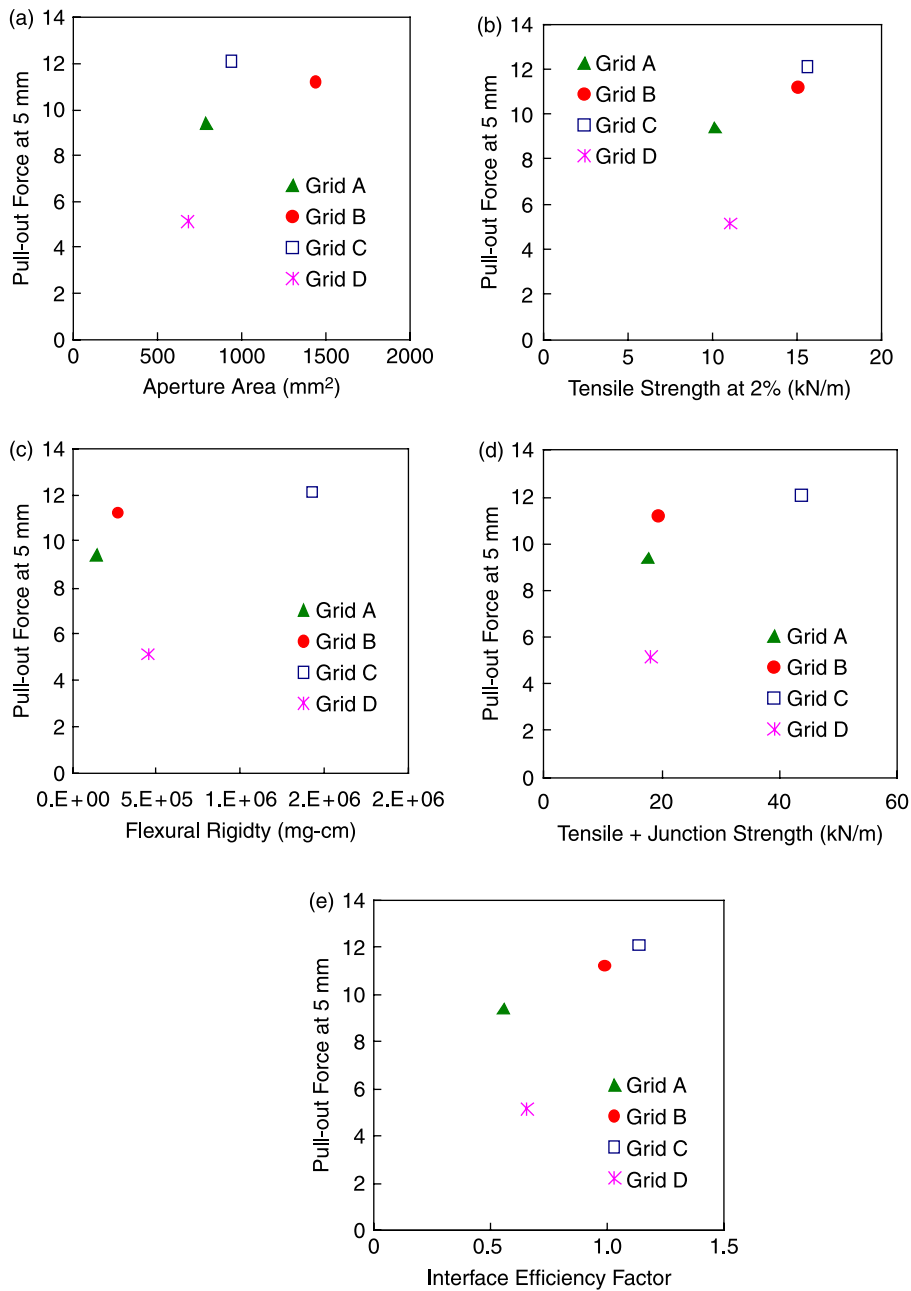 (a)
14
12
10
8
6
4
2
0
Pull-out Force at 5 mm
Grid A
Grid B
Grid C
Grid D
0 500 1000 1500 2000
Aperture Area (mm²)
(b)
14
12
10
8
6
4
2
0
Pull-out Force at 5 mm
Grid A
Grid B
Grid C
Grid D
0 5 10 15 20
Tensile Strength at 2% (kN/m)
(c)
14
12
10
8
6
4
2
0
Pull-out Force at 5 mm
Grid A
Grid B
Grid C
Grid D
0.E+00 5.E+05 1.E+06 2.E+06 2.E+06
Flexural Rigidty (mg-cm)
(d)
14
12
10
8
6
4
2
0
Pull-out Force at 5 mm
Grid A
Grid B
Grid C
Grid D
0 20 40 60
Tensile + Junction Strength (kN/m)
(e)
14
12
10
8
6
4
2
0
Pull-out Force at 5 mm
Grid A
Grid B
Grid C
Grid D
0 0.5 1.0 1.5
Interface Efficiency Factor